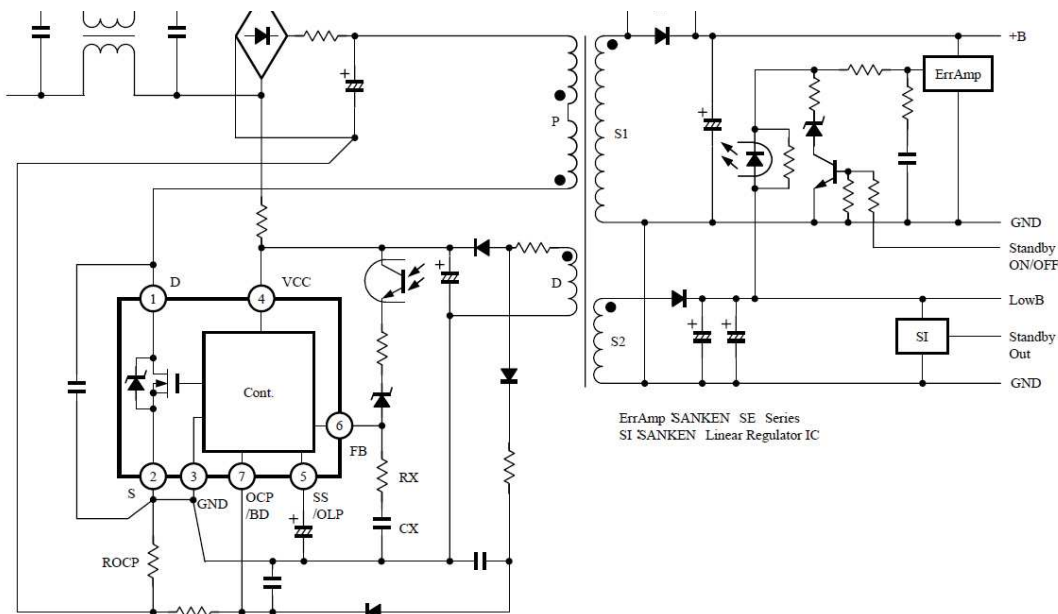 +B
ErrAmp
P
S1
GND
Standby
ON/OFF
D
VCC
D
1
4
LowB
S2
SI
Standby
Out
Cont.
GND
6
FB
ErrAmp:SANKEN SE Series
SI:SANKEN Linear Regulator IC
2
3
7
5
RX
S
GND
OCP
/BD
SS
/OLP
CX
ROCP
+
+
+
+
+
+